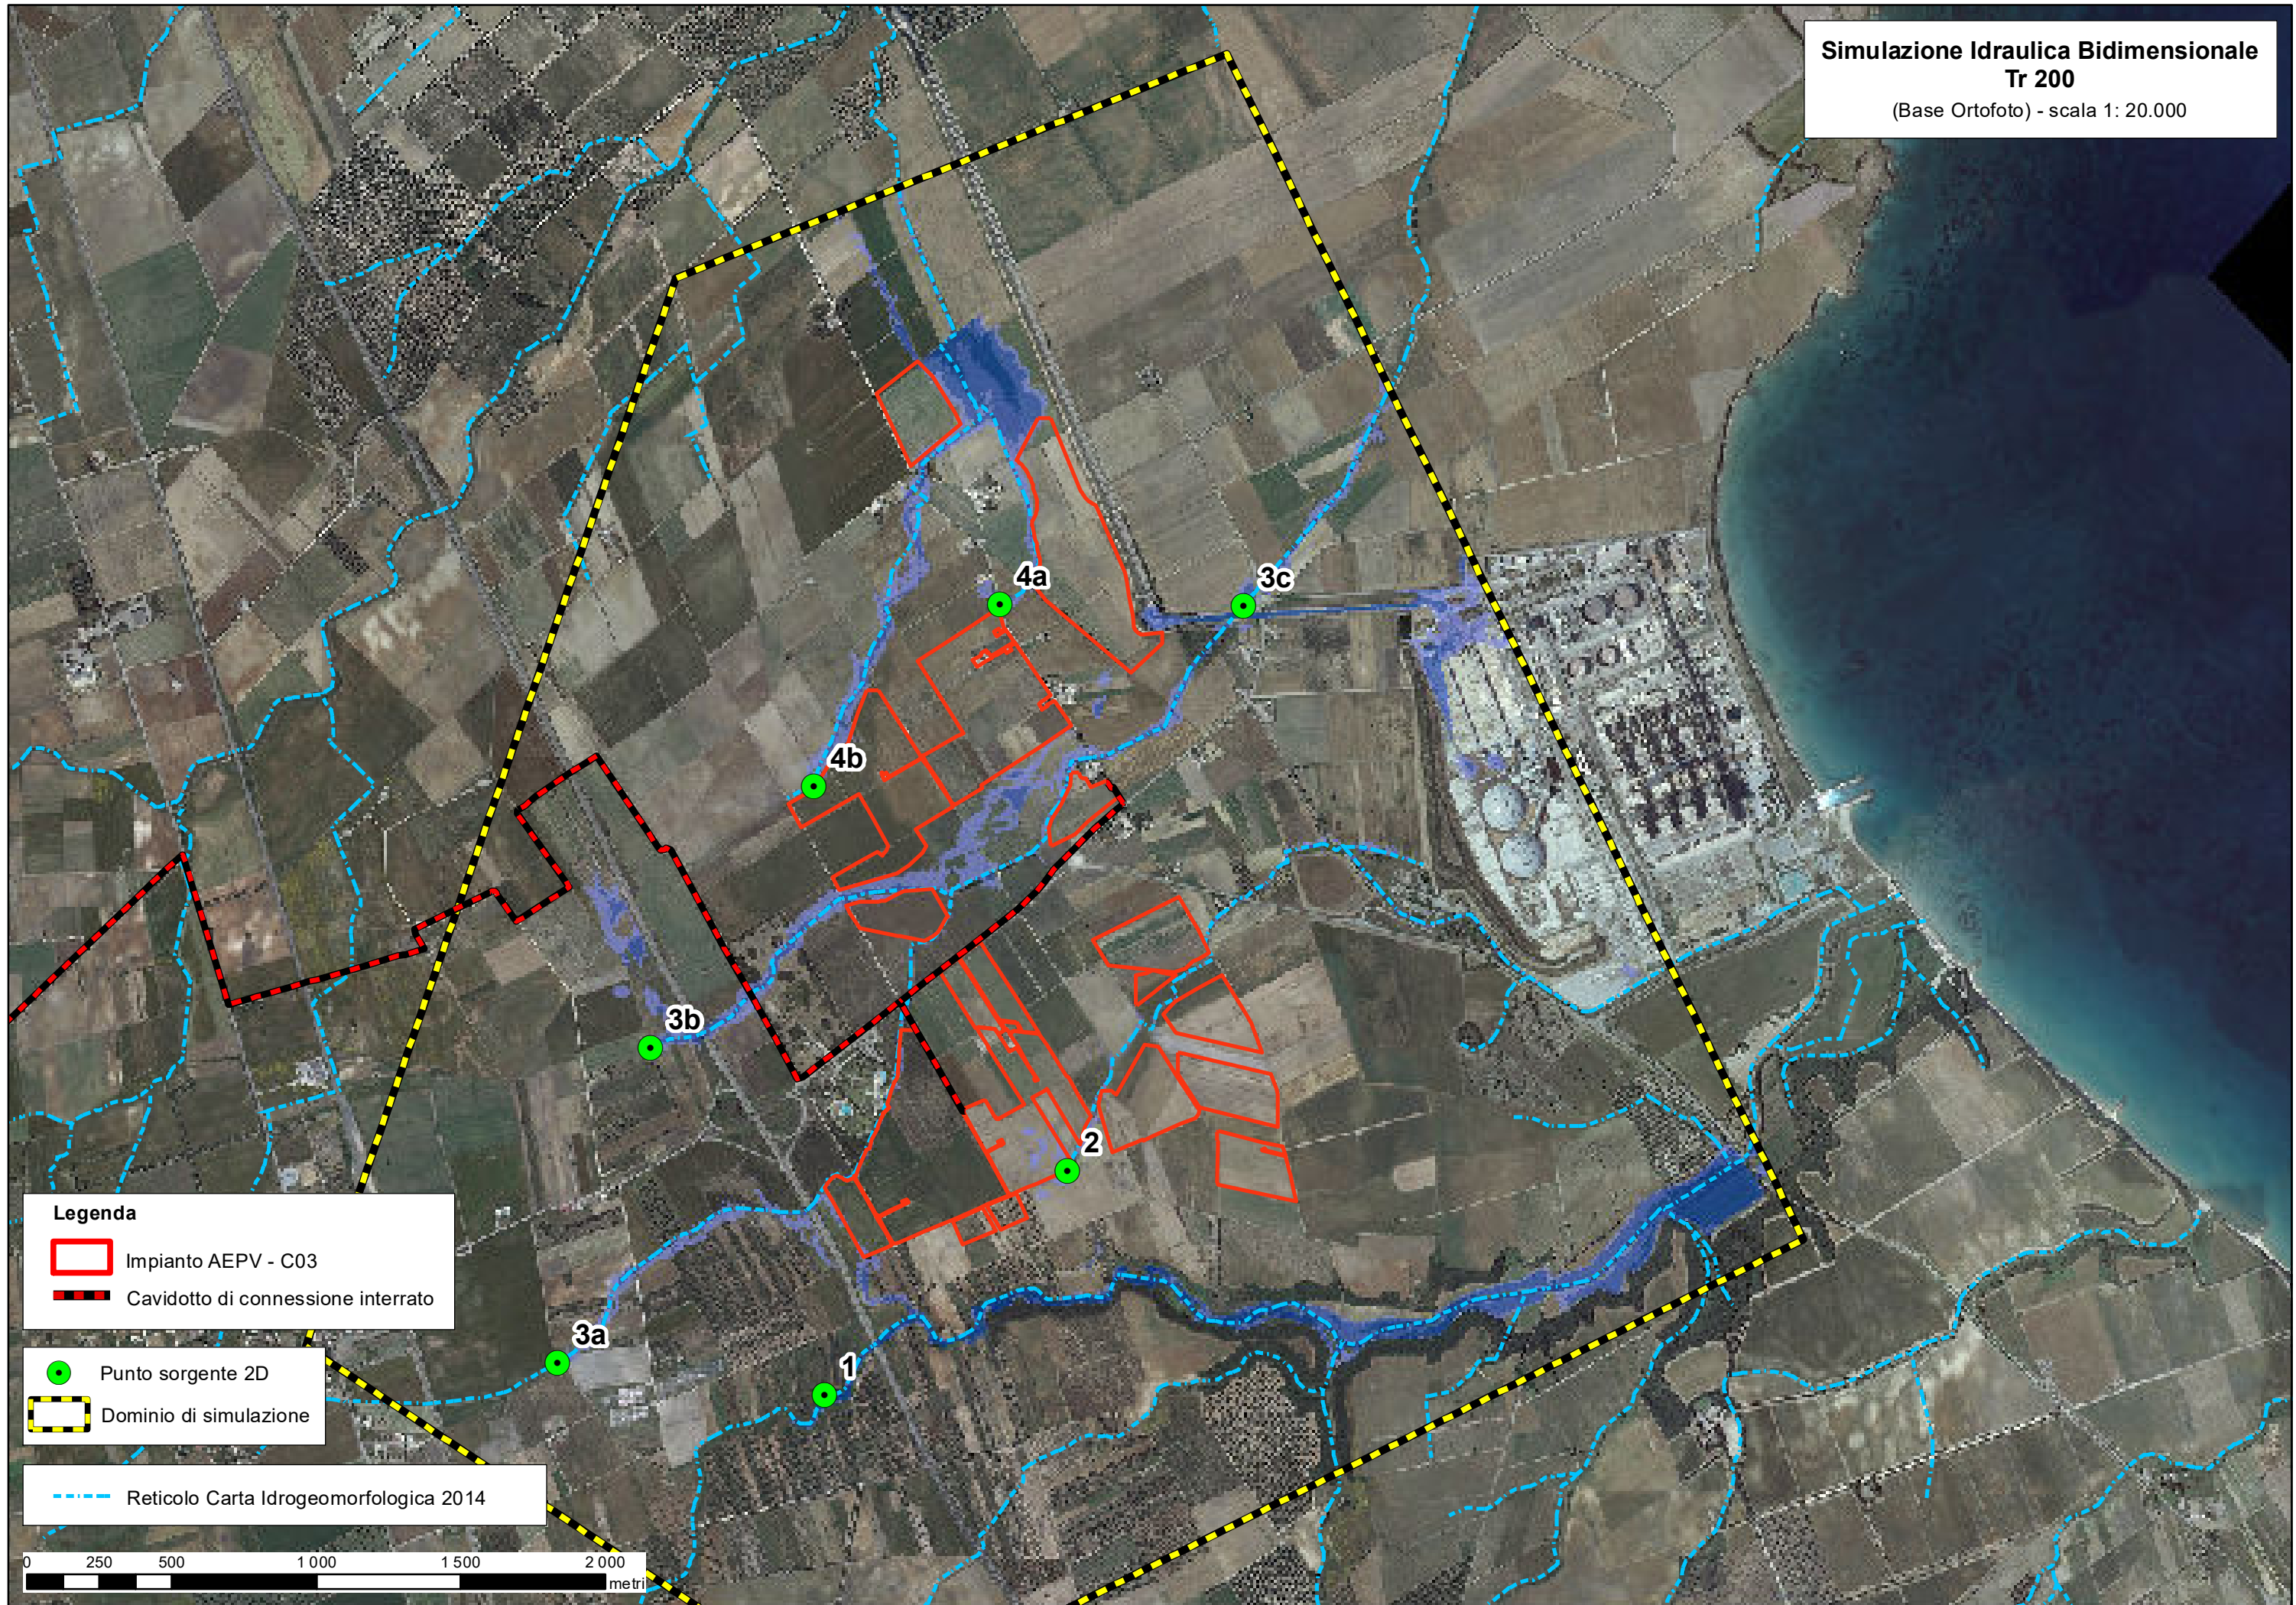 Simulazione Idraulica Bidimensionale
Tr 200
(Base Ortofoto) - scala 1: 20.000
4a
3c
4b
3b
2
3a
1
Legenda
Impianto AEPV - C03
Cavidotto di connessione interrato
Punto sorgente 2D
Dominio di simulazione
Reticolo Carta Idrogeomorfologica 2014
0 250 500 1 000 1 500 2 000
metri